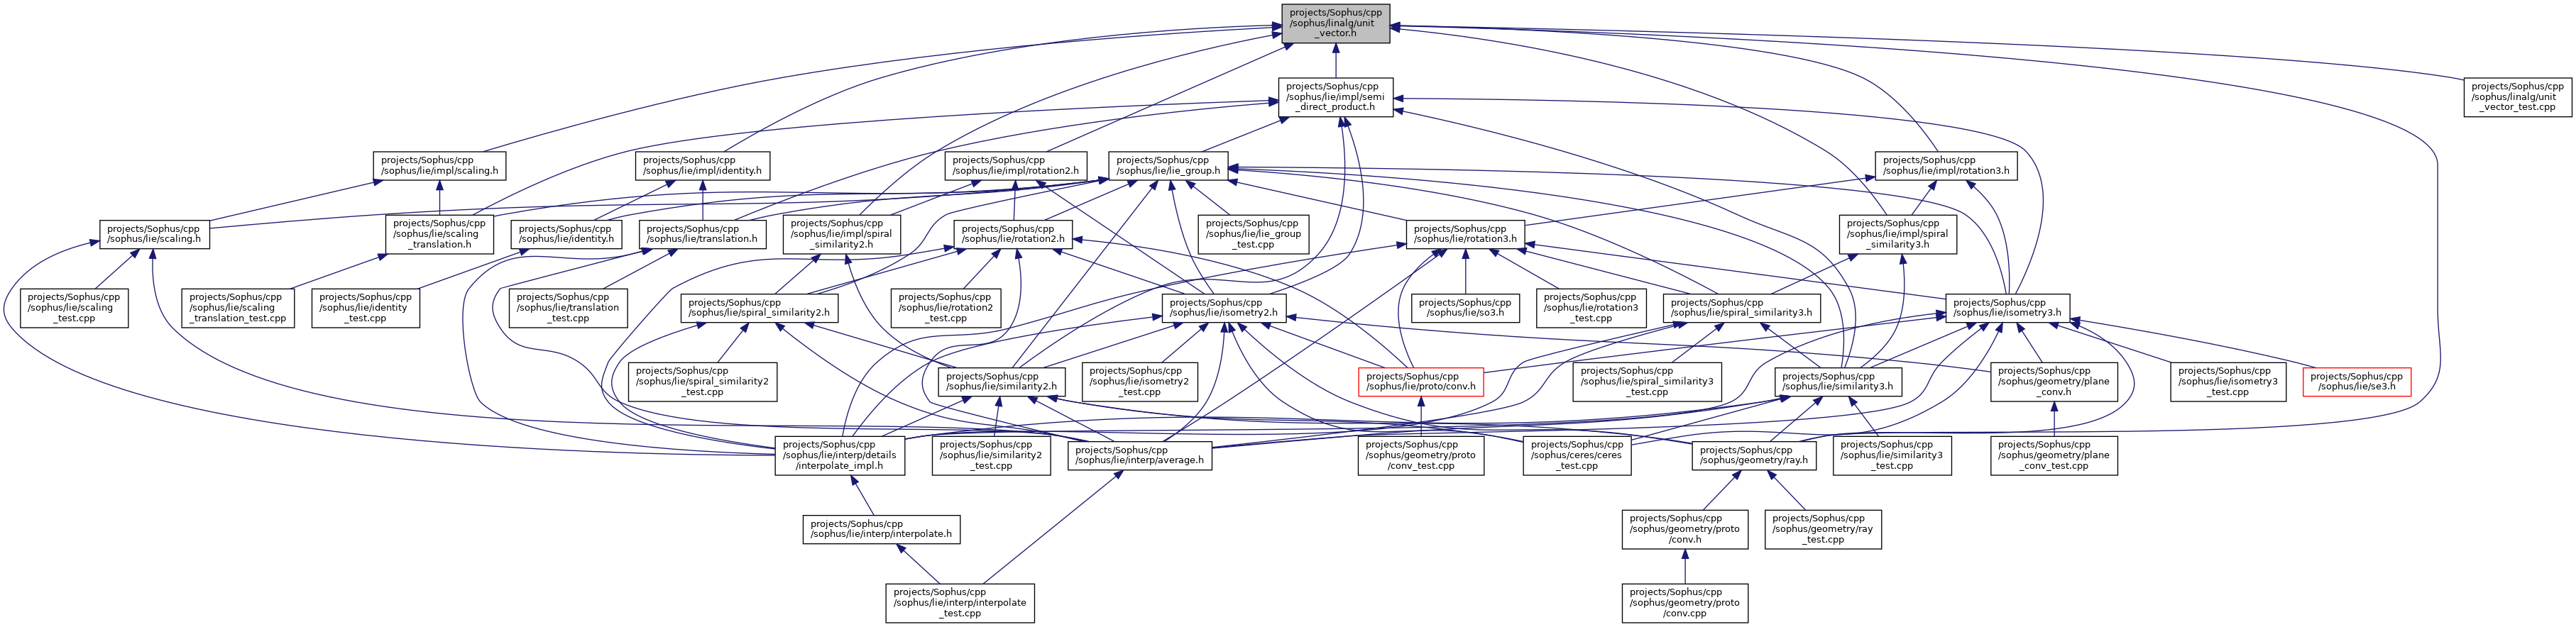 projects/Sophus/cpp
/sophus/linalg/unit
_vector.h
projects/Sophus/cpp
/sophus/lie/impl/semi
_direct_product.h
projects/Sophus/cpp
/sophus/linalg/unit
_vector_test.cpp
projects/Sophus/cpp
/sophus/lie/impl/scaling.h
projects/Sophus/cpp
/sophus/lie/impl/identity.h
projects/Sophus/cpp
/sophus/lie/impl/rotation2.h
projects/Sophus/cpp
/sophus/lie/lie_group.h
projects/Sophus/cpp
/sophus/lie/impl/rotation3.h
projects/Sophus/cpp
/sophus/lie/scaling.h
projects/Sophus/cpp
/sophus/lie/scaling
_translation.h
projects/Sophus/cpp
/sophus/lie/identity.h
projects/Sophus/cpp
/sophus/lie/translation.h
projects/Sophus/cpp
/sophus/lie/impl/spiral
_similarity2.h
projects/Sophus/cpp
/sophus/lie/rotation2.h
projects/Sophus/cpp
/sophus/lie/lie_group
_test.cpp
projects/Sophus/cpp
/sophus/lie/rotation3.h
projects/Sophus/cpp
/sophus/lie/impl/spiral
_similarity3.h
projects/Sophus/cpp
/sophus/lie/scaling
_test.cpp
projects/Sophus/cpp
/sophus/lie/scaling
_translation_test.cpp
projects/Sophus/cpp
/sophus/lie/identity
_test.cpp
projects/Sophus/cpp
/sophus/lie/translation
_test.cpp
projects/Sophus/cpp
/sophus/lie/spiral_similarity2.h
projects/Sophus/cpp
/sophus/lie/rotation2
_test.cpp
projects/Sophus/cpp
/sophus/lie/isometry2.h
projects/Sophus/cpp
/sophus/lie/so3.h
projects/Sophus/cpp
/sophus/lie/rotation3
_test.cpp
projects/Sophus/cpp
/sophus/lie/spiral_similarity3.h
projects/Sophus/cpp
/sophus/lie/isometry3.h
projects/Sophus/cpp
/sophus/lie/spiral_similarity2
_test.cpp
projects/Sophus/cpp
/sophus/lie/similarity2.h
projects/Sophus/cpp
/sophus/lie/isometry2
_test.cpp
projects/Sophus/cpp
/sophus/lie/proto/conv.h
projects/Sophus/cpp
/sophus/lie/spiral_similarity3
_test.cpp
projects/Sophus/cpp
/sophus/lie/similarity3.h
projects/Sophus/cpp
/sophus/geometry/plane
_conv.h
projects/Sophus/cpp
/sophus/lie/isometry3
_test.cpp
projects/Sophus/cpp
/sophus/lie/se3.h
projects/Sophus/cpp
/sophus/lie/interp/details
/interpolate_impl.h
projects/Sophus/cpp
/sophus/lie/similarity2
_test.cpp
projects/Sophus/cpp
/sophus/lie/interp/average.h
projects/Sophus/cpp
/sophus/geometry/proto
/conv_test.cpp
projects/Sophus/cpp
/sophus/ceres/ceres
_test.cpp
projects/Sophus/cpp
/sophus/geometry/ray.h
projects/Sophus/cpp
/sophus/lie/similarity3
_test.cpp
projects/Sophus/cpp
/sophus/geometry/plane
_conv_test.cpp
projects/Sophus/cpp
/sophus/lie/interp/interpolate.h
projects/Sophus/cpp
/sophus/geometry/proto
/conv.h
projects/Sophus/cpp
/sophus/geometry/ray
_test.cpp
projects/Sophus/cpp
/sophus/lie/interp/interpolate
_test.cpp
projects/Sophus/cpp
/sophus/geometry/proto
/conv.cpp